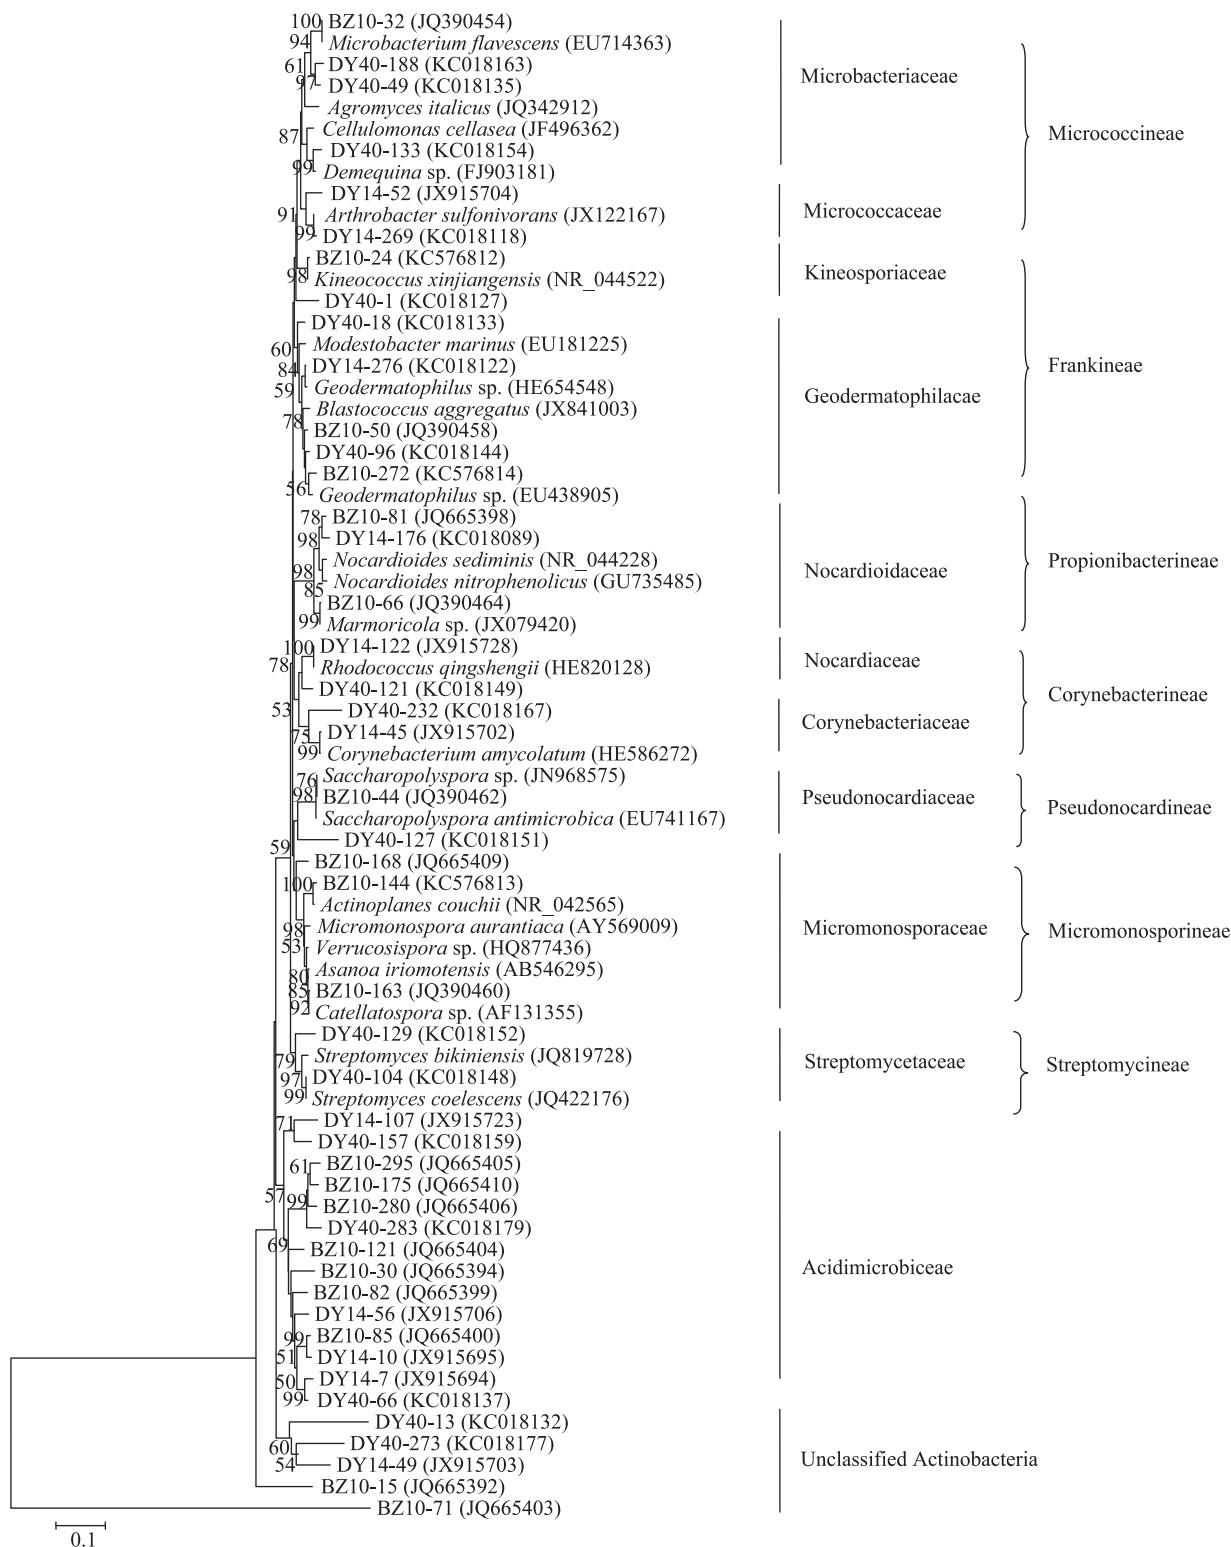 100 BZ10-32 (JQ390454)
94 Microbacterium flavescens (EU714363)
61 DY40-188 (KC018163)
97 DY40-49 (KC018135)
Microbacteriaceae
Agromyces italicus (JQ342912)
87 Cellulomonas cellasea (JF496362)
Micrococcineae
DY40-133 (KC018154)
99 Demequina sp. (FJ903181)
DY14-52 (JX915704)
91 Arthrobacter sulfonivorans (JX122167)
Micrococcaceae
99 DY14-269 (KC018118)
BZ10-24 (KC576812)
98 Kineococcus xinjiangensis (NR_044522)
Kineosporiaceae
DY40-1 (KC018127)
DY40-18 (KC018133)
60 Modestobacter marinus (EU181225)
84 DY14-276 (KC018122)
Frankineae
59 Geodermatophilus sp. (HE654548)
Geodermatophilacae
78 Blastococcus aggregatus (JX841003)
BZ10-50 (JQ390458)
DY40-96 (KC018144)
BZ10-272 (KC576814)
56 Geodermatophilus sp. (EU438905)
78 BZ10-81 (JQ665398)
98 DY14-176 (KC018089)
Nocardioides sediminis (NR_044228)
Propionibacterineae
98 Nocardioides nitrophenolicus (GU735485)
Nocardioidaceae
85
BZ10-66 (JQ390464)
99 Marmoricola sp. (JX079420)
100 DY14-122 (JX915728)
78 Rhodococcus qingshengii (HE820128)
Nocardiaceae
DY40-121 (KC018149)
Corynebacterineae
53 DY40-232 (KC018167)
Corynebacteriaceae
75 DY14-45 (JX915702)
99 Corynebacterium amycolatum (HE586272)
76 Saccharopolyspora sp. (JN968575)
98 BZ10-44 (JQ390462)
Pseudonocardiaceae
Pseudonocardineae
Saccharopolyspora antimicrobica (EU741167)
DY40-127 (KC018151)
59
BZ10-168 (JQ665409)
100 BZ10-144 (KC576813)
Actinoplanes couchii (NR_042565)
98 Micromonospora aurantiaca (AY569009)
Micromonosporaceae
Micromonosporineae
53 Verrucosispora sp. (HQ877436)
80 Asanoa iriomotensis (AB546295)
85 BZ10-163 (JQ390460)
92 Catellatospora sp. (AF131355)
DY40-129 (KC018152)
79 Streptomyces bikiniensis (JQ819728)
Streptomycetaceae
Streptomycineae
97 DY40-104 (KC018148)
99 Streptomyces coelescens (JQ422176)
71 DY14-107 (JX915723)
DY40-157 (KC018159)
61 BZ10-295 (JQ665405)
BZ10-175 (JQ665410)
57 99 BZ10-280 (JQ665406)
DY40-283 (KC018179)
69 BZ10-121 (JQ665404)
BZ10-30 (JQ665394)
Acidimicrobiceae
BZ10-82 (JQ665399)
DY14-56 (JX915706)
99 BZ10-85 (JQ665400)
51 DY14-10 (JX915695)
50 DY14-7 (JX915694)
99 DY40-66 (KC018137)
DY40-13 (KC018132)
60 DY40-273 (KC018177)
Unclassified Actinobacteria
54 DY14-49 (JX915703)
BZ10-15 (JQ665392)
BZ10-71 (JQ665403)
0.1